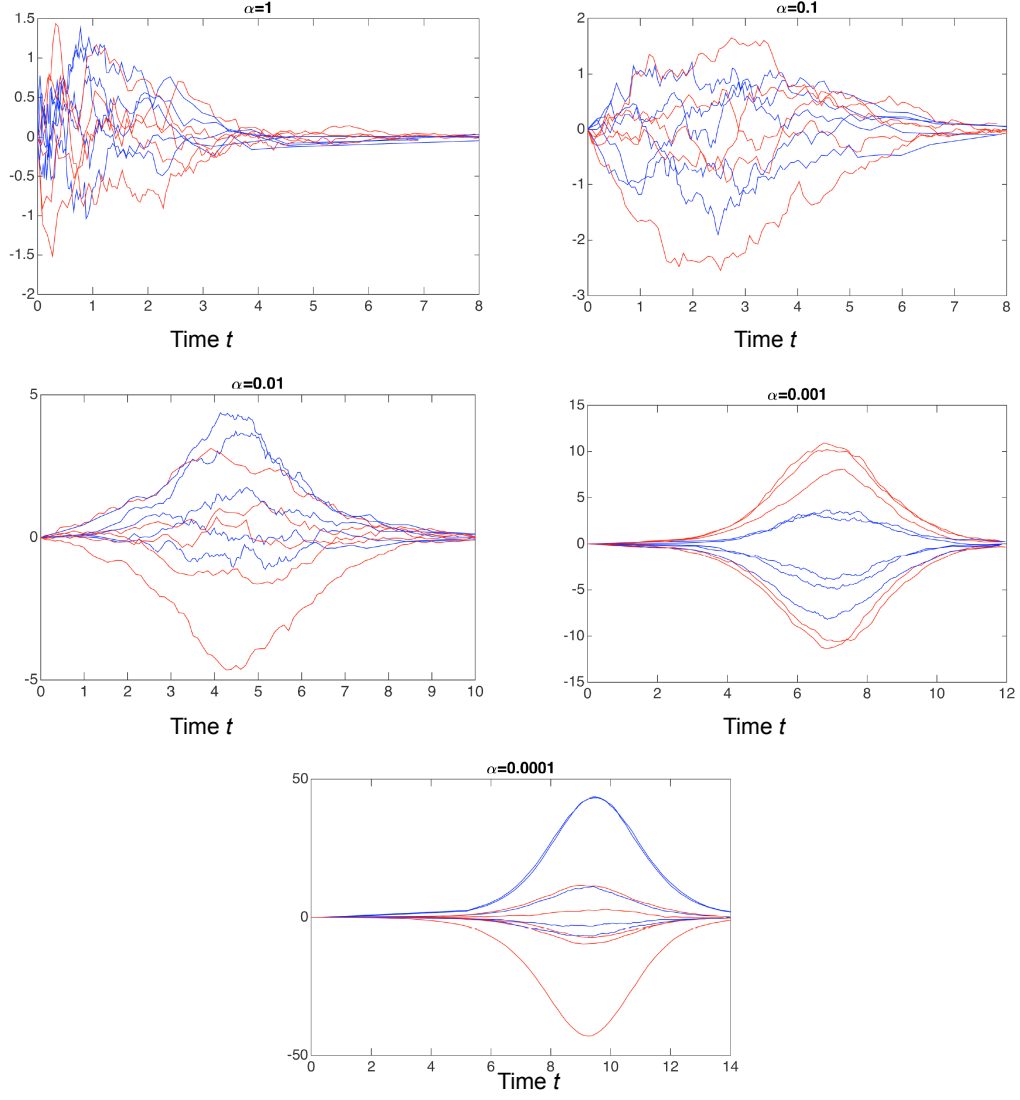 α=1
1.5
1
0.5
0
-0.5
-1
-1.5
-2
0 1 2 3 4 5 6 7 8
Time t
α=0.1
2
1
0
-1
-2
-3
0 1 2 3 4 5 6 7 8
Time t
α=0.01
5
0
-5
0 1 2 3 4 5 6 7 8 9 10
Time t
α=0.001
15
10
5
0
-5
-10
-15
0 2 4 6 8 10 12
Time t
α=0.0001
50
0
-50
0 2 4 6 8 10 12 14
Time t